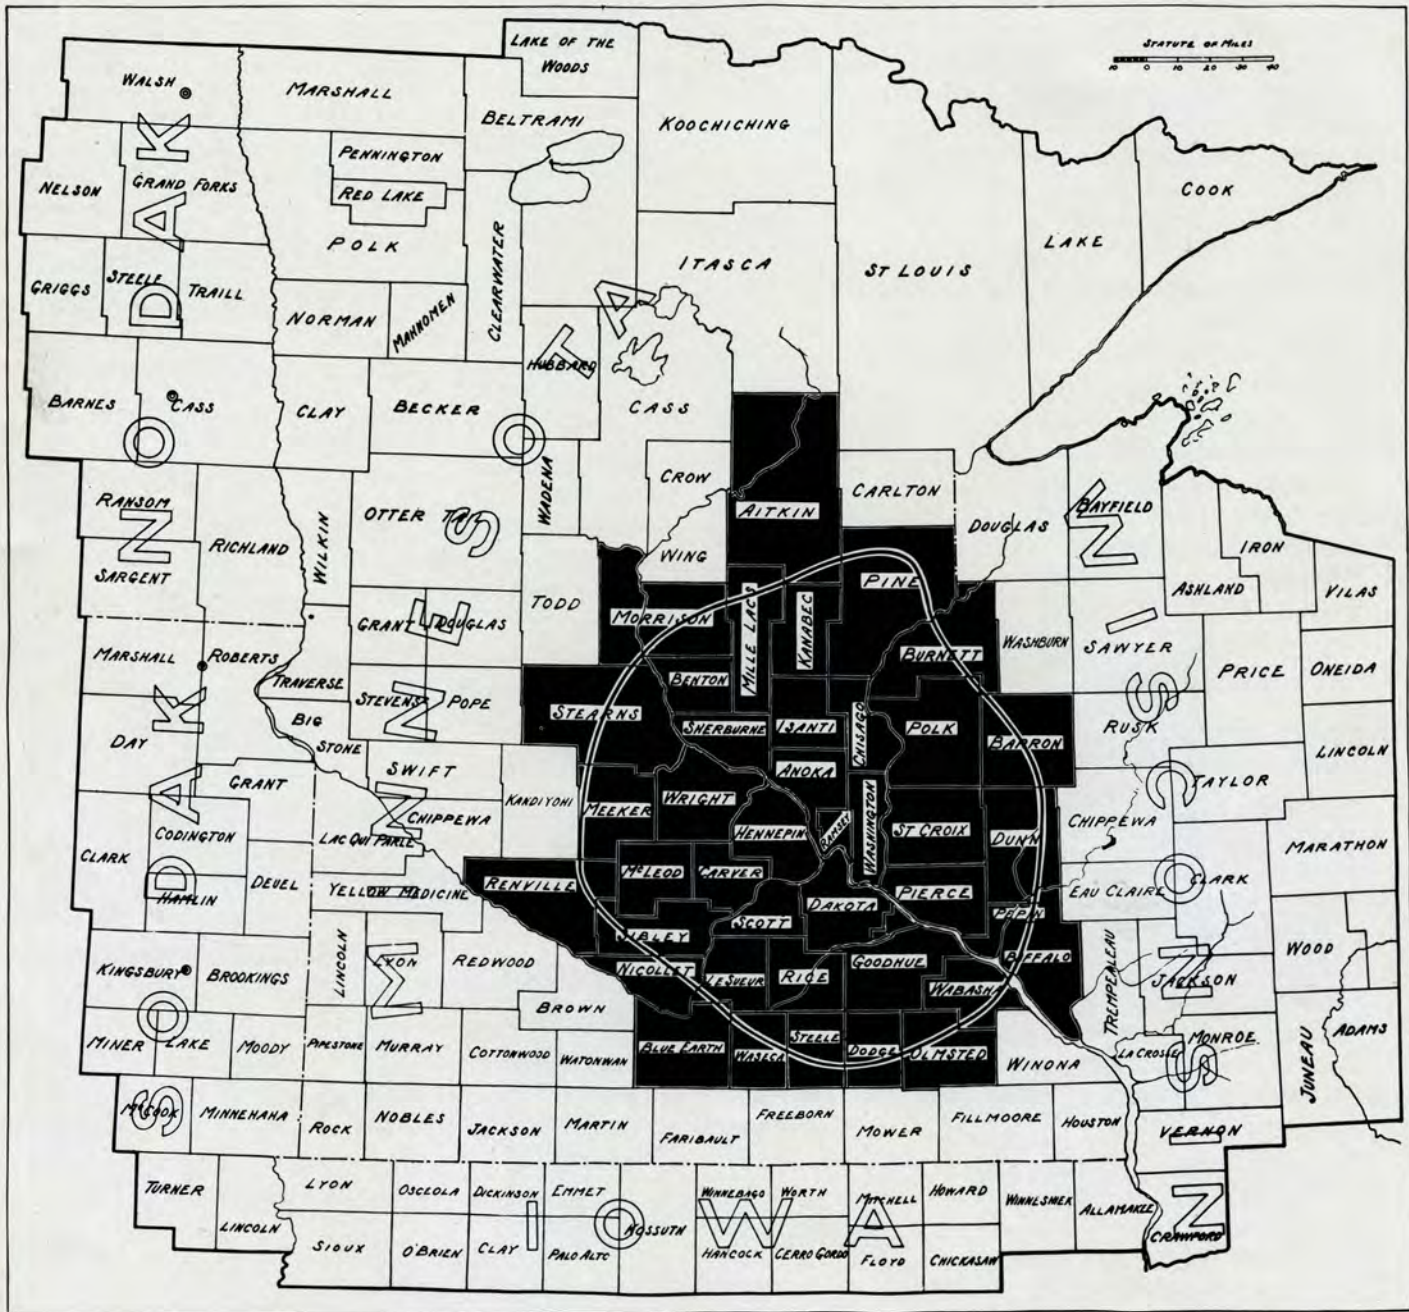 STATUTE OF MILES
10 0 10 20 30 40
LAKE OF THE
WOODS
WALSH
MARSHALL
BELTRAMI
KOOCHICHING
PENNINGTON
NELSON
GRAND FORKS
RED LAKE
COOK
POLK
CLEARWATER
ITASCA
ST LOUIS
LAKE
GRIGGS
STEELE
TRAILL
NORMAN
MAHNOMEN
HUBBARD
BARNES
CASS
CLAY
BECKER
CASS
CROW
WING
WADENA
AITKIN
CARLTON
DOUGLAS
BAYFIELD
RANSOM
RICHLAND
WILKIN
OTTER TAIL
IRON
ASHLAND
VILAS
SARGENT
TODD
MORRISON
MILLE LACS
KANABEC
PINE
GRANT
DOUGLAS
BURNETT
WASHBURN
SAWYER
MARSHALL
ROBERTS
TRAVERSE
STEVENS
POPE
BENTON
PRICE
ONEIDA
BIG
STONE
STEARNS
SHERBURNE
ISANTI
CHISAGO
POLK
BARRON
RUSK
LINCOLN
DAY
GRANT
SWIFT
KANDIYOHI
ANOKA
TAYLOR
MEEKER
WRIGHT
CODINGTON
LAC QUI PARLE
CHIPPEWA
HENNEPIN
RAMSEY
WASHINGTON
ST CROIX
DUNN
CHIPPEWA
MARATHON
CLARK
DEUEL
HAMLIN
YELLOW MEDICINE
RENVILLE
McLEOD
CARVER
PIERCE
EAU CLAIRE
CLARK
SCOTT
DAKOTA
PEPIN
SIBLEY
KINGSBURY
BROOKINGS
LINCOLN
LYON
REDWOOD
NICOLLET
LE SUEUR
RICE
GOODHUE
BUFFALO
TREMPEALEAU
JACKSON
WOOD
BROWN
WABASHA
MINER
LAKE
MOODY
PIPESTONE
MURRAY
COTTONWOOD
WATONWAN
BLUE EARTH
WASECA
STEELE
DODGE
OLMSTED
WINONA
LA CROSSE
MONROE
JUNEAU
ADAMS
McCOOK
MINNEHAHA
ROCK
NOBLES
JACKSON
MARTIN
FARIBAULT
FREEBORN
MOWER
FILLMOORE
HOUSTON
VERNON
TURNER
LINCOLN
LYON
OSCEOLA
DICKINSON
EMMET
KOSSUTH
WINNEBAGO
WORTH
MITCHELL
HOWARD
WINNESHIEK
ALLAMAKEE
CRAWFORD
SIOUX
O'BRIEN
CLAY
PALO ALTO
HANCOCK
CERRO GORDO
FLOYD
CHICKASAW
NO DAK
SO DAK
MINNESOTA
WISCONSIN
IOWA